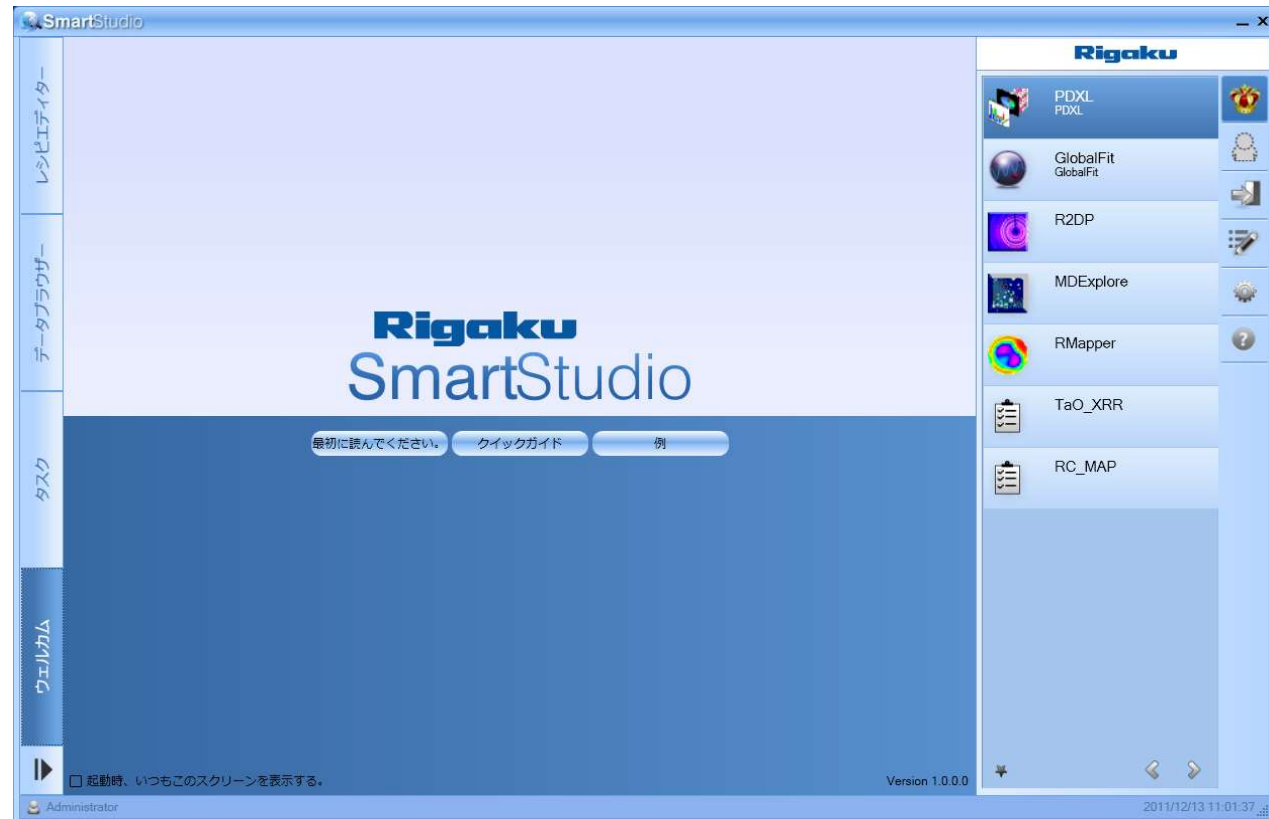 SmartStudio
レシピエディター
データブラウザー
タスク
ウェルカム
Rigaku
SmartStudio
最初に読んでください。
クイックガイド
例
起動時、いつもこのスクリーンを表示する。
Version 1.0.0.0
Rigaku
PDXL
PDXL
GlobalFit
GlobalFit
R2DP
MDExplore
RMapper
TaO_XRR
RC_MAP
Administrator
2011/12/13 11:01:37